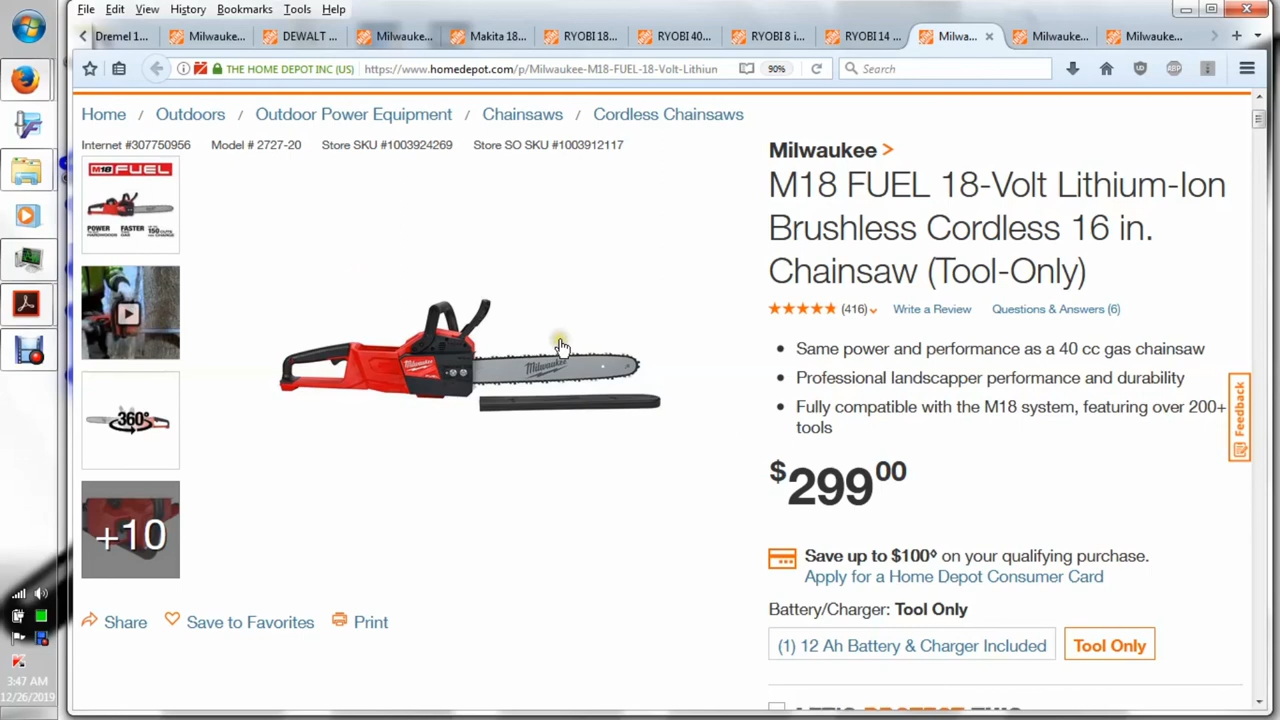 File Edit View History Bookmarks Tools Help
Dremel 1... Milwauke... DEWALT ... Milwauke... Makita 18... RYOBI 18... RYOBI 40... RYOBI 8 i... RYOBI 14 ... Milwa... Milwauke... Milwauke...
THE HOME DEPOT INC (US) https://www.homedepot.com/p/Milwaukee-M18-FUEL-18-Volt-Lithiun 90% Search
Home / Outdoors / Outdoor Power Equipment / Chainsaws / Cordless Chainsaws
Internet #307750956 Model # 2727-20 Store SKU #1003924269 Store SO SKU #1003912117
M18 FUEL
POWER FASTER
360°
+10
Milwaukee
Milwaukee
Share Save to Favorites Print
Milwaukee >
M18 FUEL 18-Volt Lithium-Ion
Brushless Cordless 16 in.
Chainsaw (Tool-Only)
(416) Write a Review Questions & Answers (6)
• Same power and performance as a 40 cc gas chainsaw
• Professional landscapper performance and durability
• Fully compatible with the M18 system, featuring over 200+
tools
$299 00
Save up to $100° on your qualifying purchase.
Apply for a Home Depot Consumer Card
Battery/Charger: Tool Only
(1) 12 Ah Battery & Charger Included Tool Only
Feedback
3:47 AM
12/26/2019